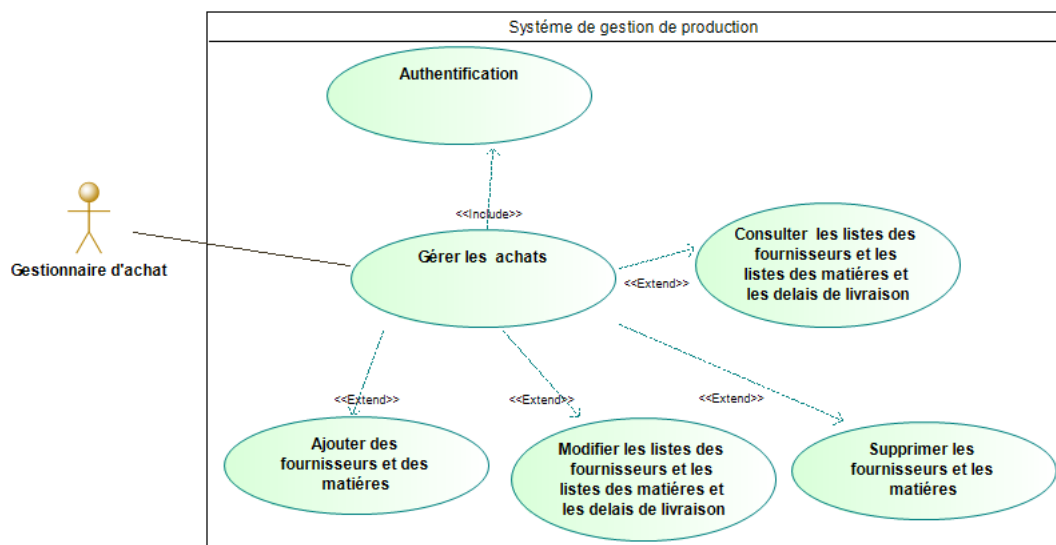 Systéme de gestion de production
Authentification
<<Include>>
Gestionnaire d'achat
Gérer les achats
Consulter les listes des
fournisseurs et les
listes des matiéres et
les delais de livraison
<<Extend>>
<<Extend>>
<<Extend>>
<<Extend>>
Ajouter des
fournisseurs et des
matiéres
Modifier les listes des
fournisseurs et les
listes des matiéres et
les delais de livraison
Supprimer les
fournisseurs et les
matiéres